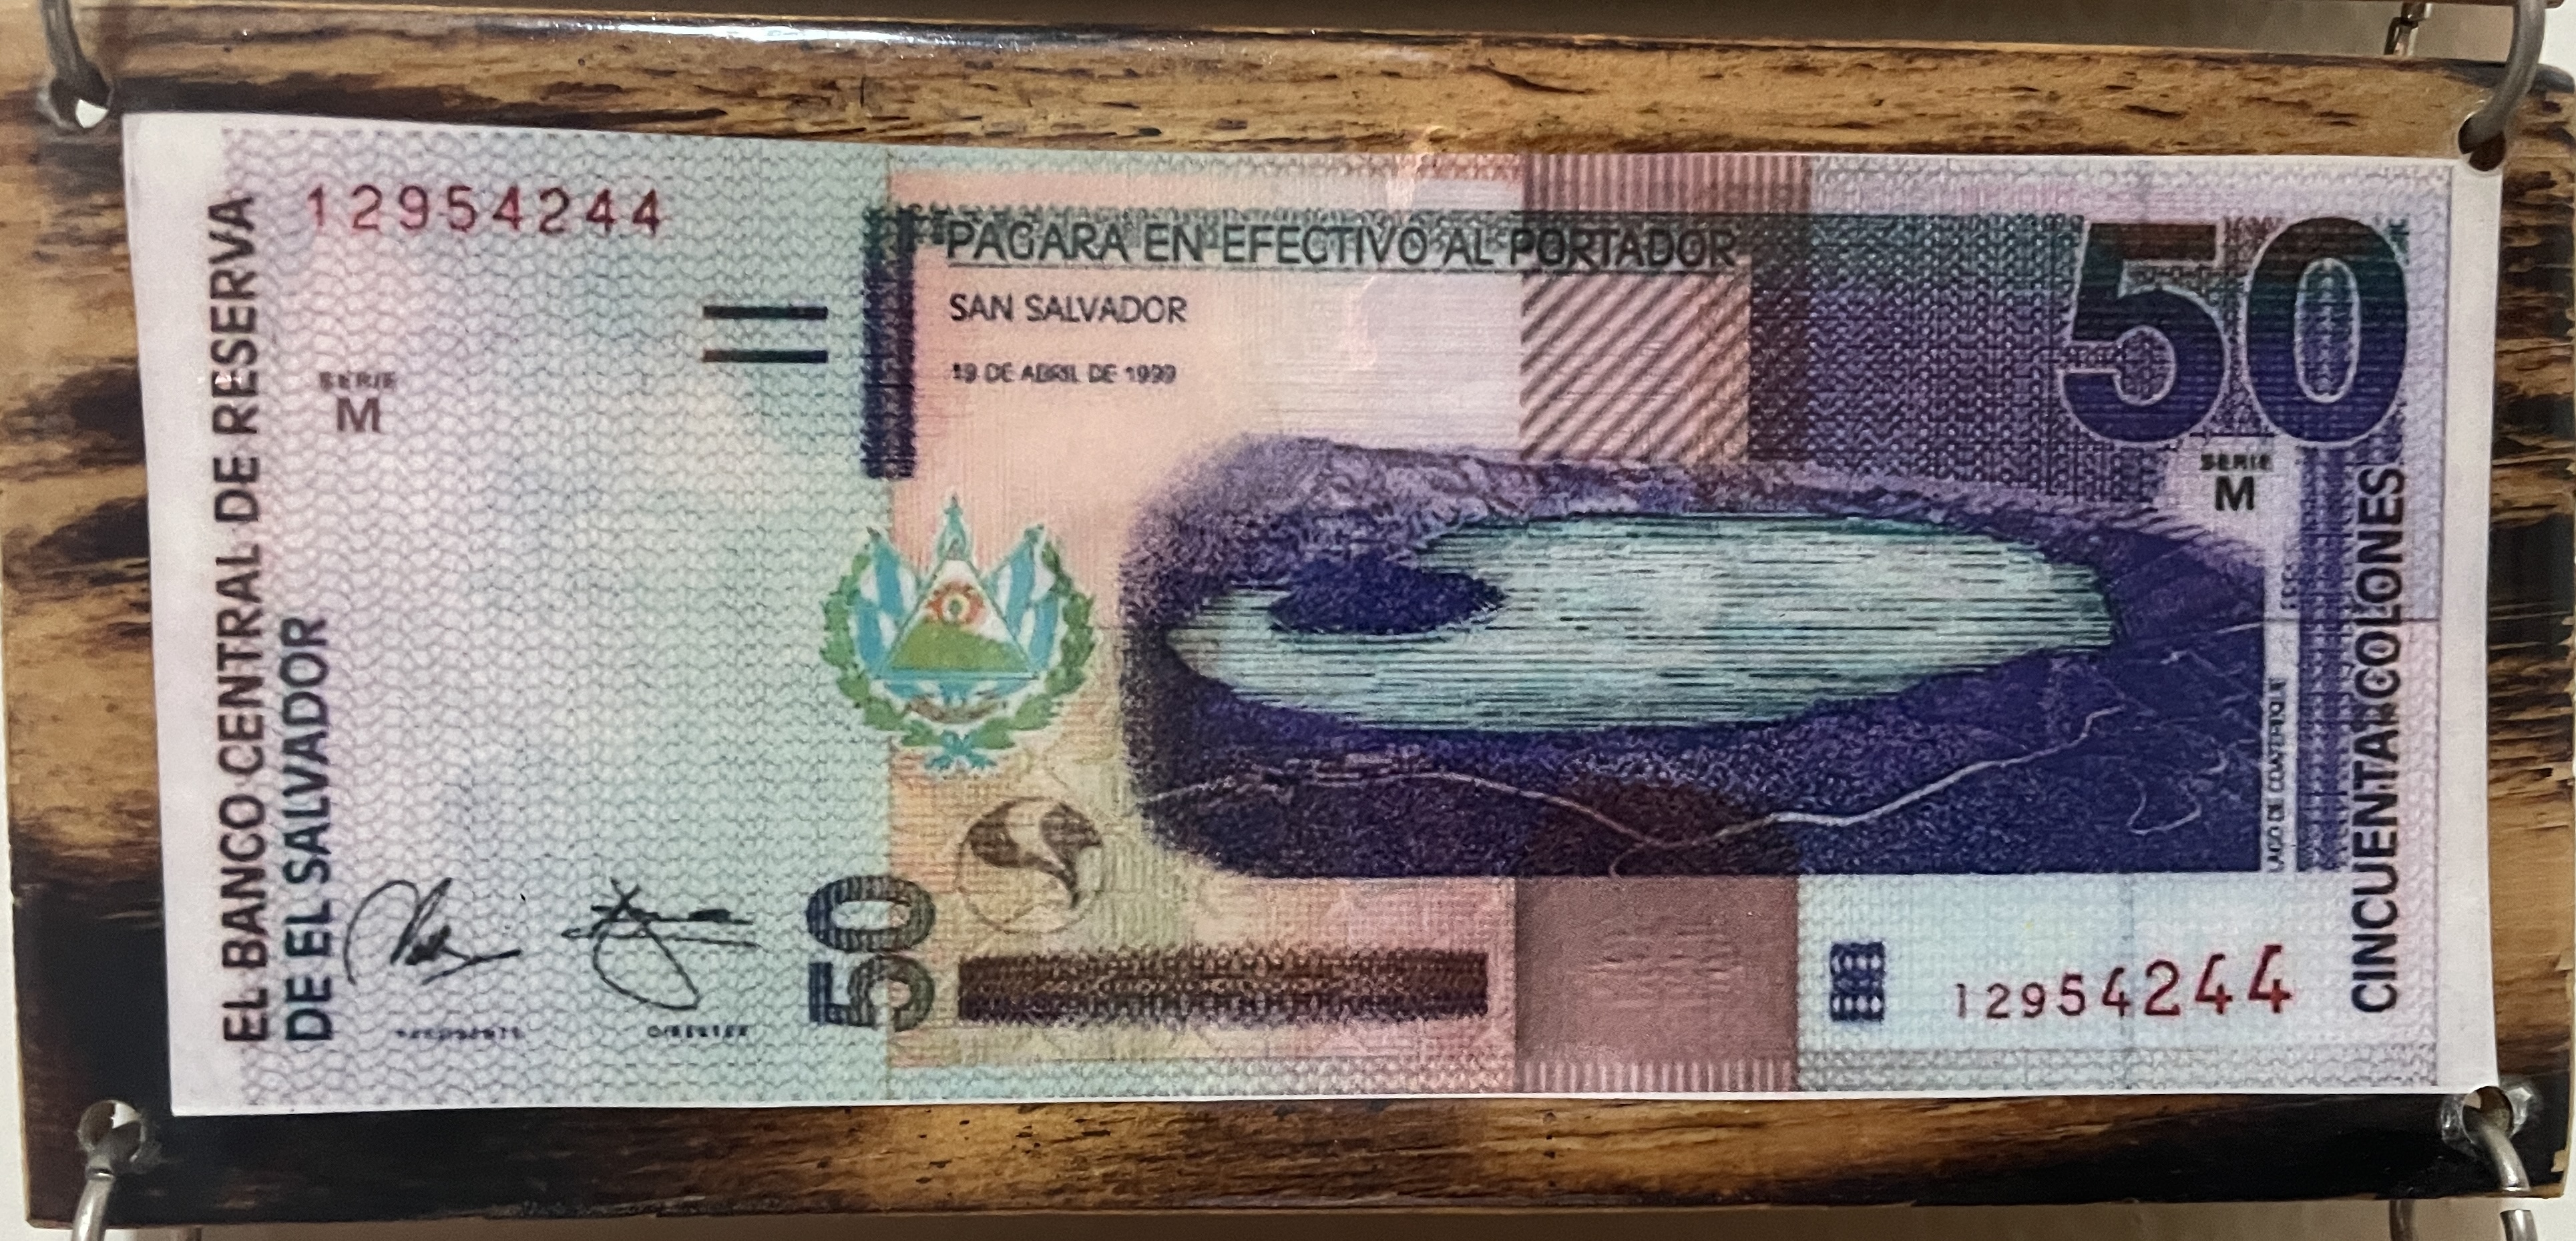 EL BANCO CENTRAL DE RESERVA
DE EL SALVADOR
12954244
SERIE
M
PAGARA EN EFECTIVO AL PORTADOR
SAN SALVADOR
19 DE ABRIL DE 1999
50
SERIE
M
LAGO DE COATEPEQUE
CINCUENTA COLONES
PRESIDENTE
DIRECTOR
50
12954244